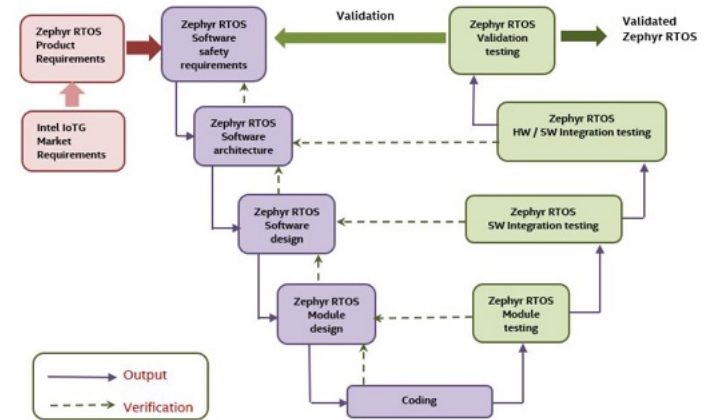 Zephyr RTOS
Product
Requirements
Zephyr RTOS
Software
safety
requirements
Validation
Zephyr RTOS
Validation
testing
Validated
Zephyr RTOS
Intel IoTG
Market
Requirements
Zephyr RTOS
Software
architecture
Zephyr RTOS
HW / SW Integration testing
Zephyr RTOS
Software
design
Zephyr RTOS
SW Integration testing
Zephyr RTOS
Module
design
Zephyr RTOS
Module
testing
Coding
Output
Verification